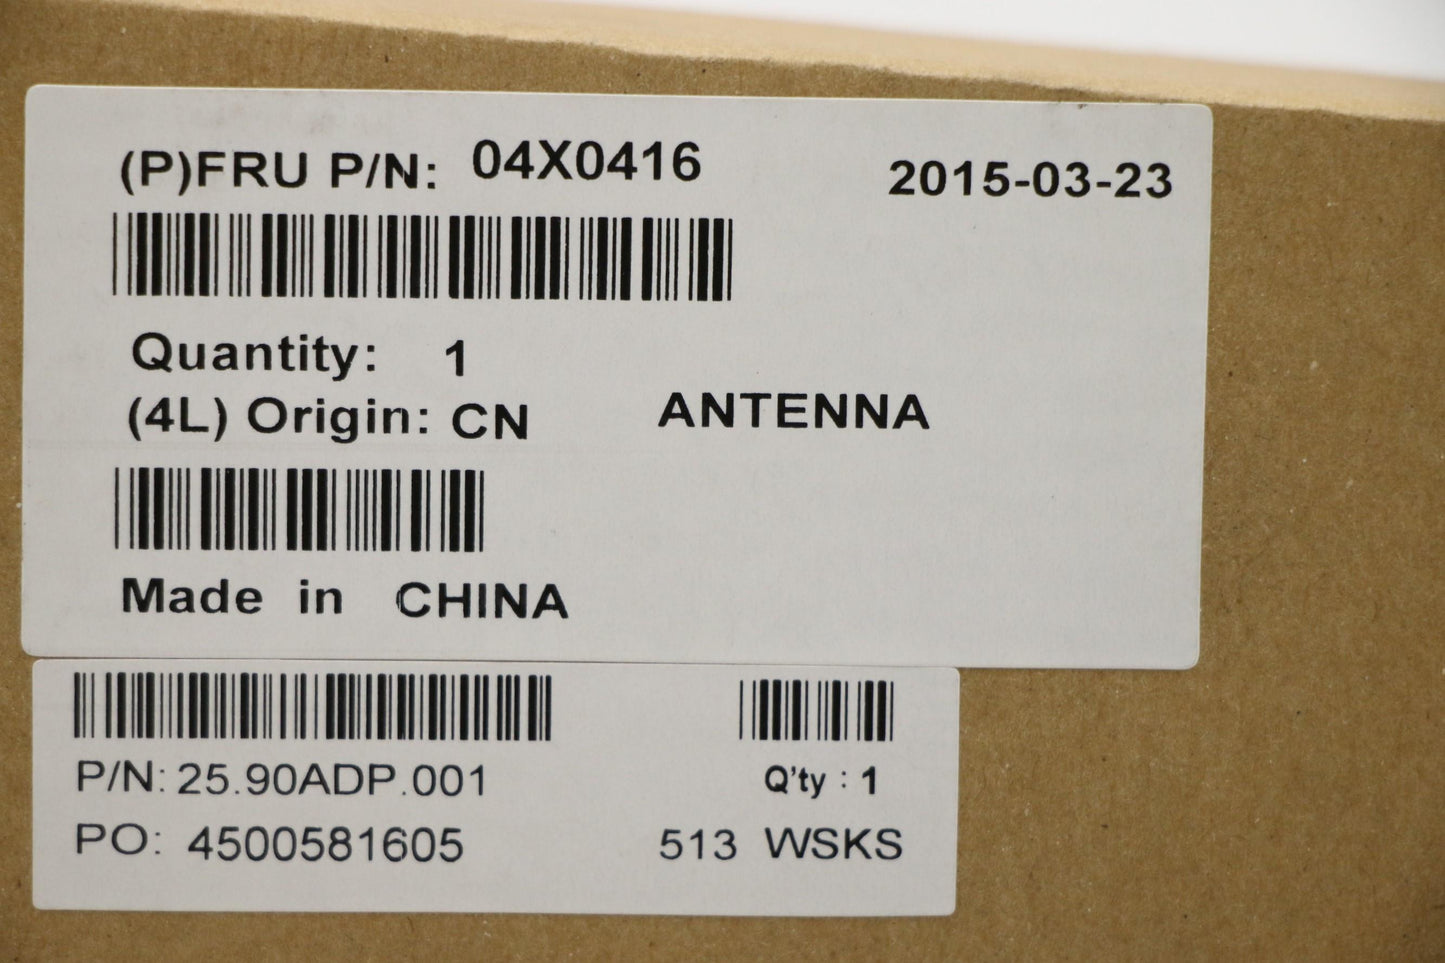 (P)FRU P/N: 04X0416 2015-03-23
Quantity: 1
(4L) Origin: CN ANTENNA
Made in CHINA
P/N: 25.90ADP.001 Q'ty : 1
PO: 4500581605 513 WSKS